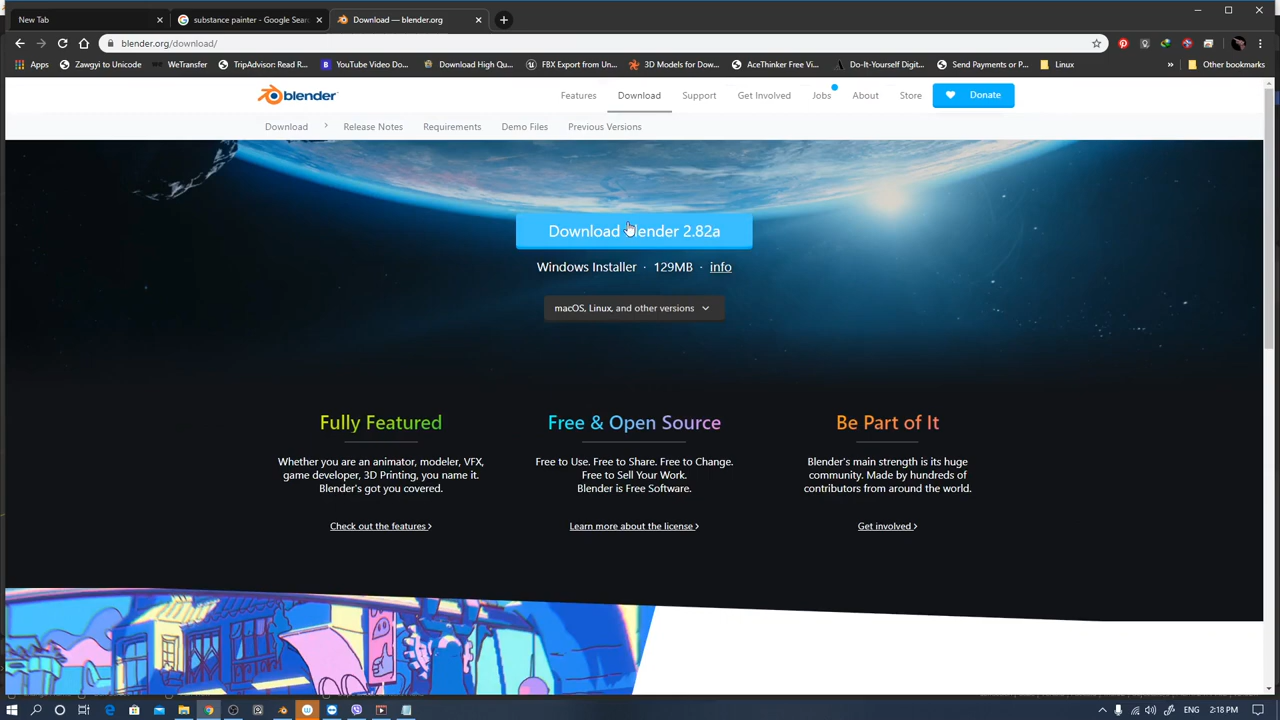 New Tab
substance painter - Google Sear
Download — blender.org
blender.org/download/
Apps
Zawgyi to Unicode
WeTransfer
TripAdvisor: Read R...
YouTube Video Do...
Download High Qu...
FBX Export from Un...
3D Models for Dow...
AceThinker Free Vi...
Do-It-Yourself Digit...
Send Payments or P...
Linux
»
Other bookmarks
blender
Features
Download
Support
Get Involved
Jobs
About
Store
Donate
Download
Release Notes
Requirements
Demo Files
Previous Versions
Download Blender 2.82a
Windows Installer · 129MB · info
macOS, Linux, and other versions
Fully Featured
Whether you are an animator, modeler, VFX,
game developer, 3D Printing, you name it.
Blender's got you covered.
Check out the features
Free & Open Source
Free to Use. Free to Share. Free to Change.
Free to Sell Your Work.
Blender is Free Software.
Learn more about the license
Be Part of It
Blender's main strength is its huge
community. Made by hundreds of
contributors from around the world.
Get involved
ENG
2:18 PM